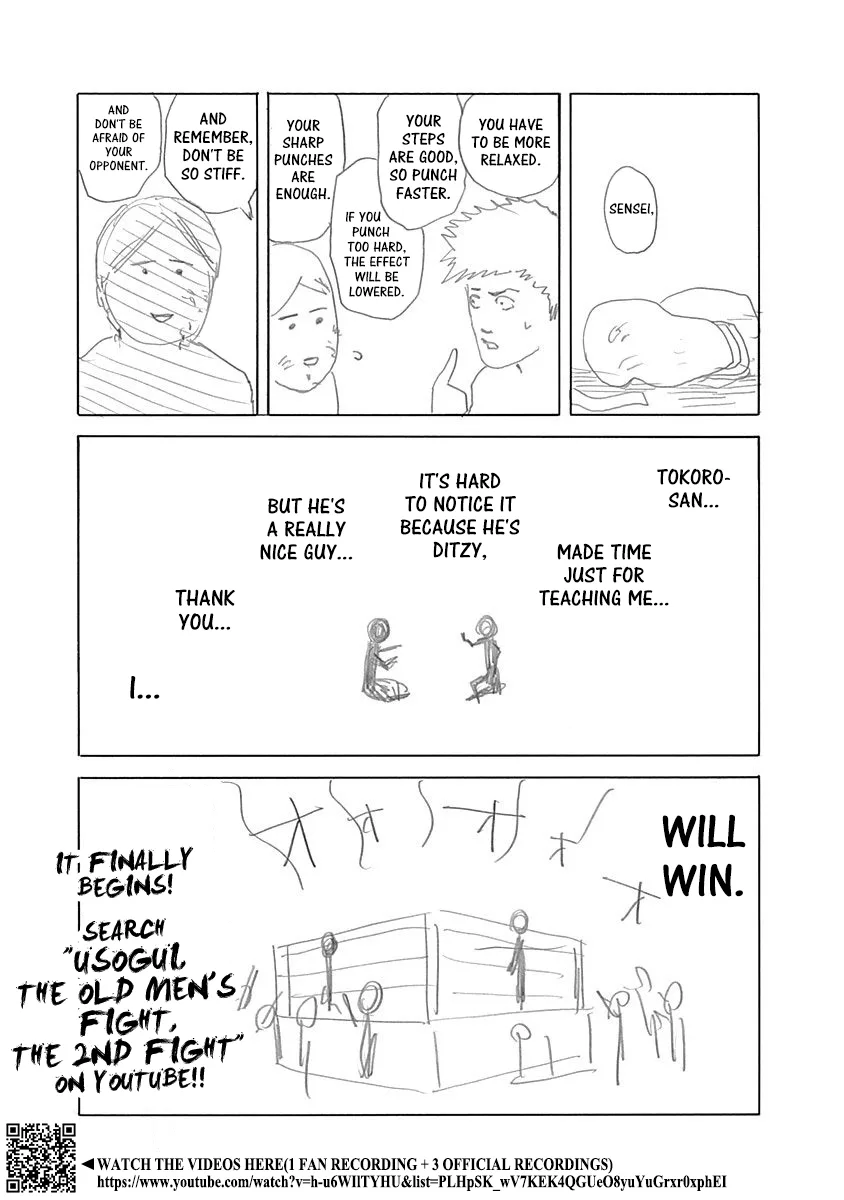 SENSEI,
YOU HAVE
TO BE MORE
RELAXED.
YOUR
STEPS
ARE GOOD,
SO PUNCH
FASTER.
IF YOU
PUNCH
TOO HARD,
THE EFFECT
WILL BE
LOWERED.
YOUR
SHARP
PUNCHES
ARE
ENOUGH.
AND
REMEMBER,
DON'T BE
SO STIFF.
AND
DON'T BE
AFRAID OF
YOUR
OPPONENT.
TOKORO-
SAN...
MADE TIME
JUST FOR
TEACHING ME...
IT'S HARD
TO NOTICE IT
BECAUSE HE'S
DITZY,
BUT HE'S
A REALLY
NICE GUY...
THANK
YOU...
I...
WILL
WIN.
IT FINALLY
BEGINS!
SEARCH
"USOGUI,
THE OLD MEN'S
FIGHT,
THE 2ND FIGHT"
ON YOUTUBE!!
◄WATCH THE VIDEOS HERE(1 FAN RECORDING + 3 OFFICIAL RECORDINGS)
https://www.youtube.com/watch?v=h-u6WIlTYHU&list=PLHpSK_wV7KEK4QGUeO8yuYuGrxr0xphEI